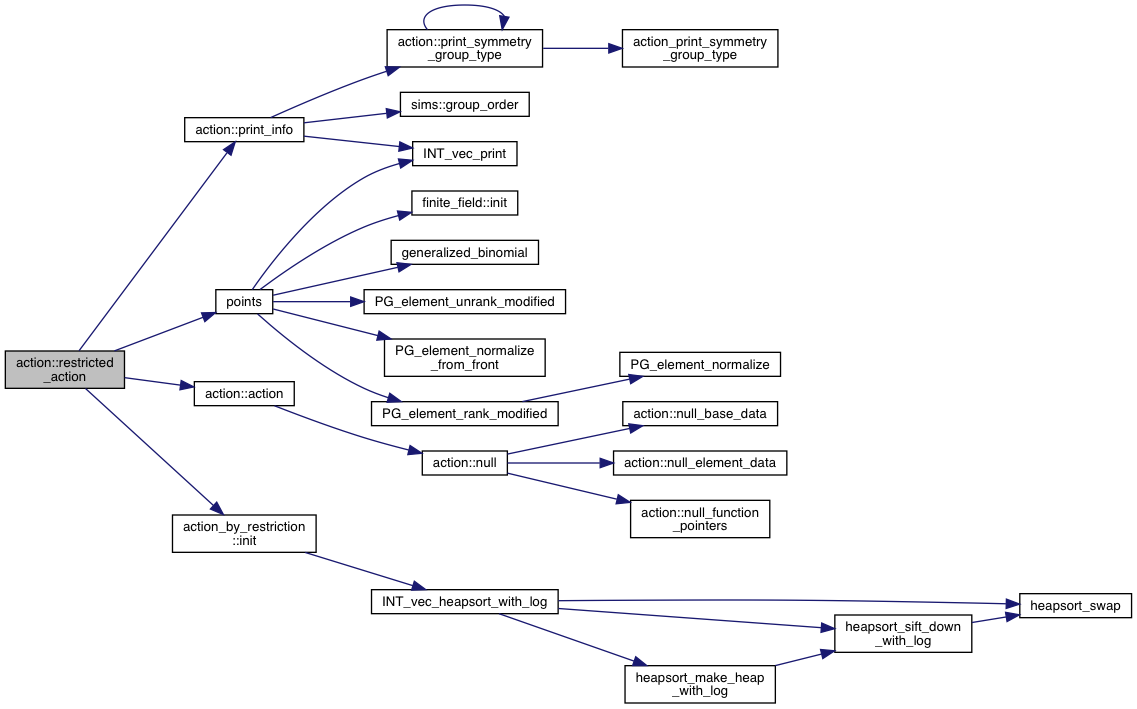 action::print_symmetry
_group_type
action_print_symmetry
_group_type
sims::group_order
action::print_info
INT_vec_print
finite_field::init
generalized_binomial
points
PG_element_unrank_modified
PG_element_normalize
_from_front
action::restricted
_action
PG_element_normalize
action::action
PG_element_rank_modified
action::null_base_data
action::null
action::null_element_data
action::null_function
_pointers
action_by_restriction
::init
INT_vec_heapsort_with_log
heapsort_swap
heapsort_sift_down
_with_log
heapsort_make_heap
_with_log